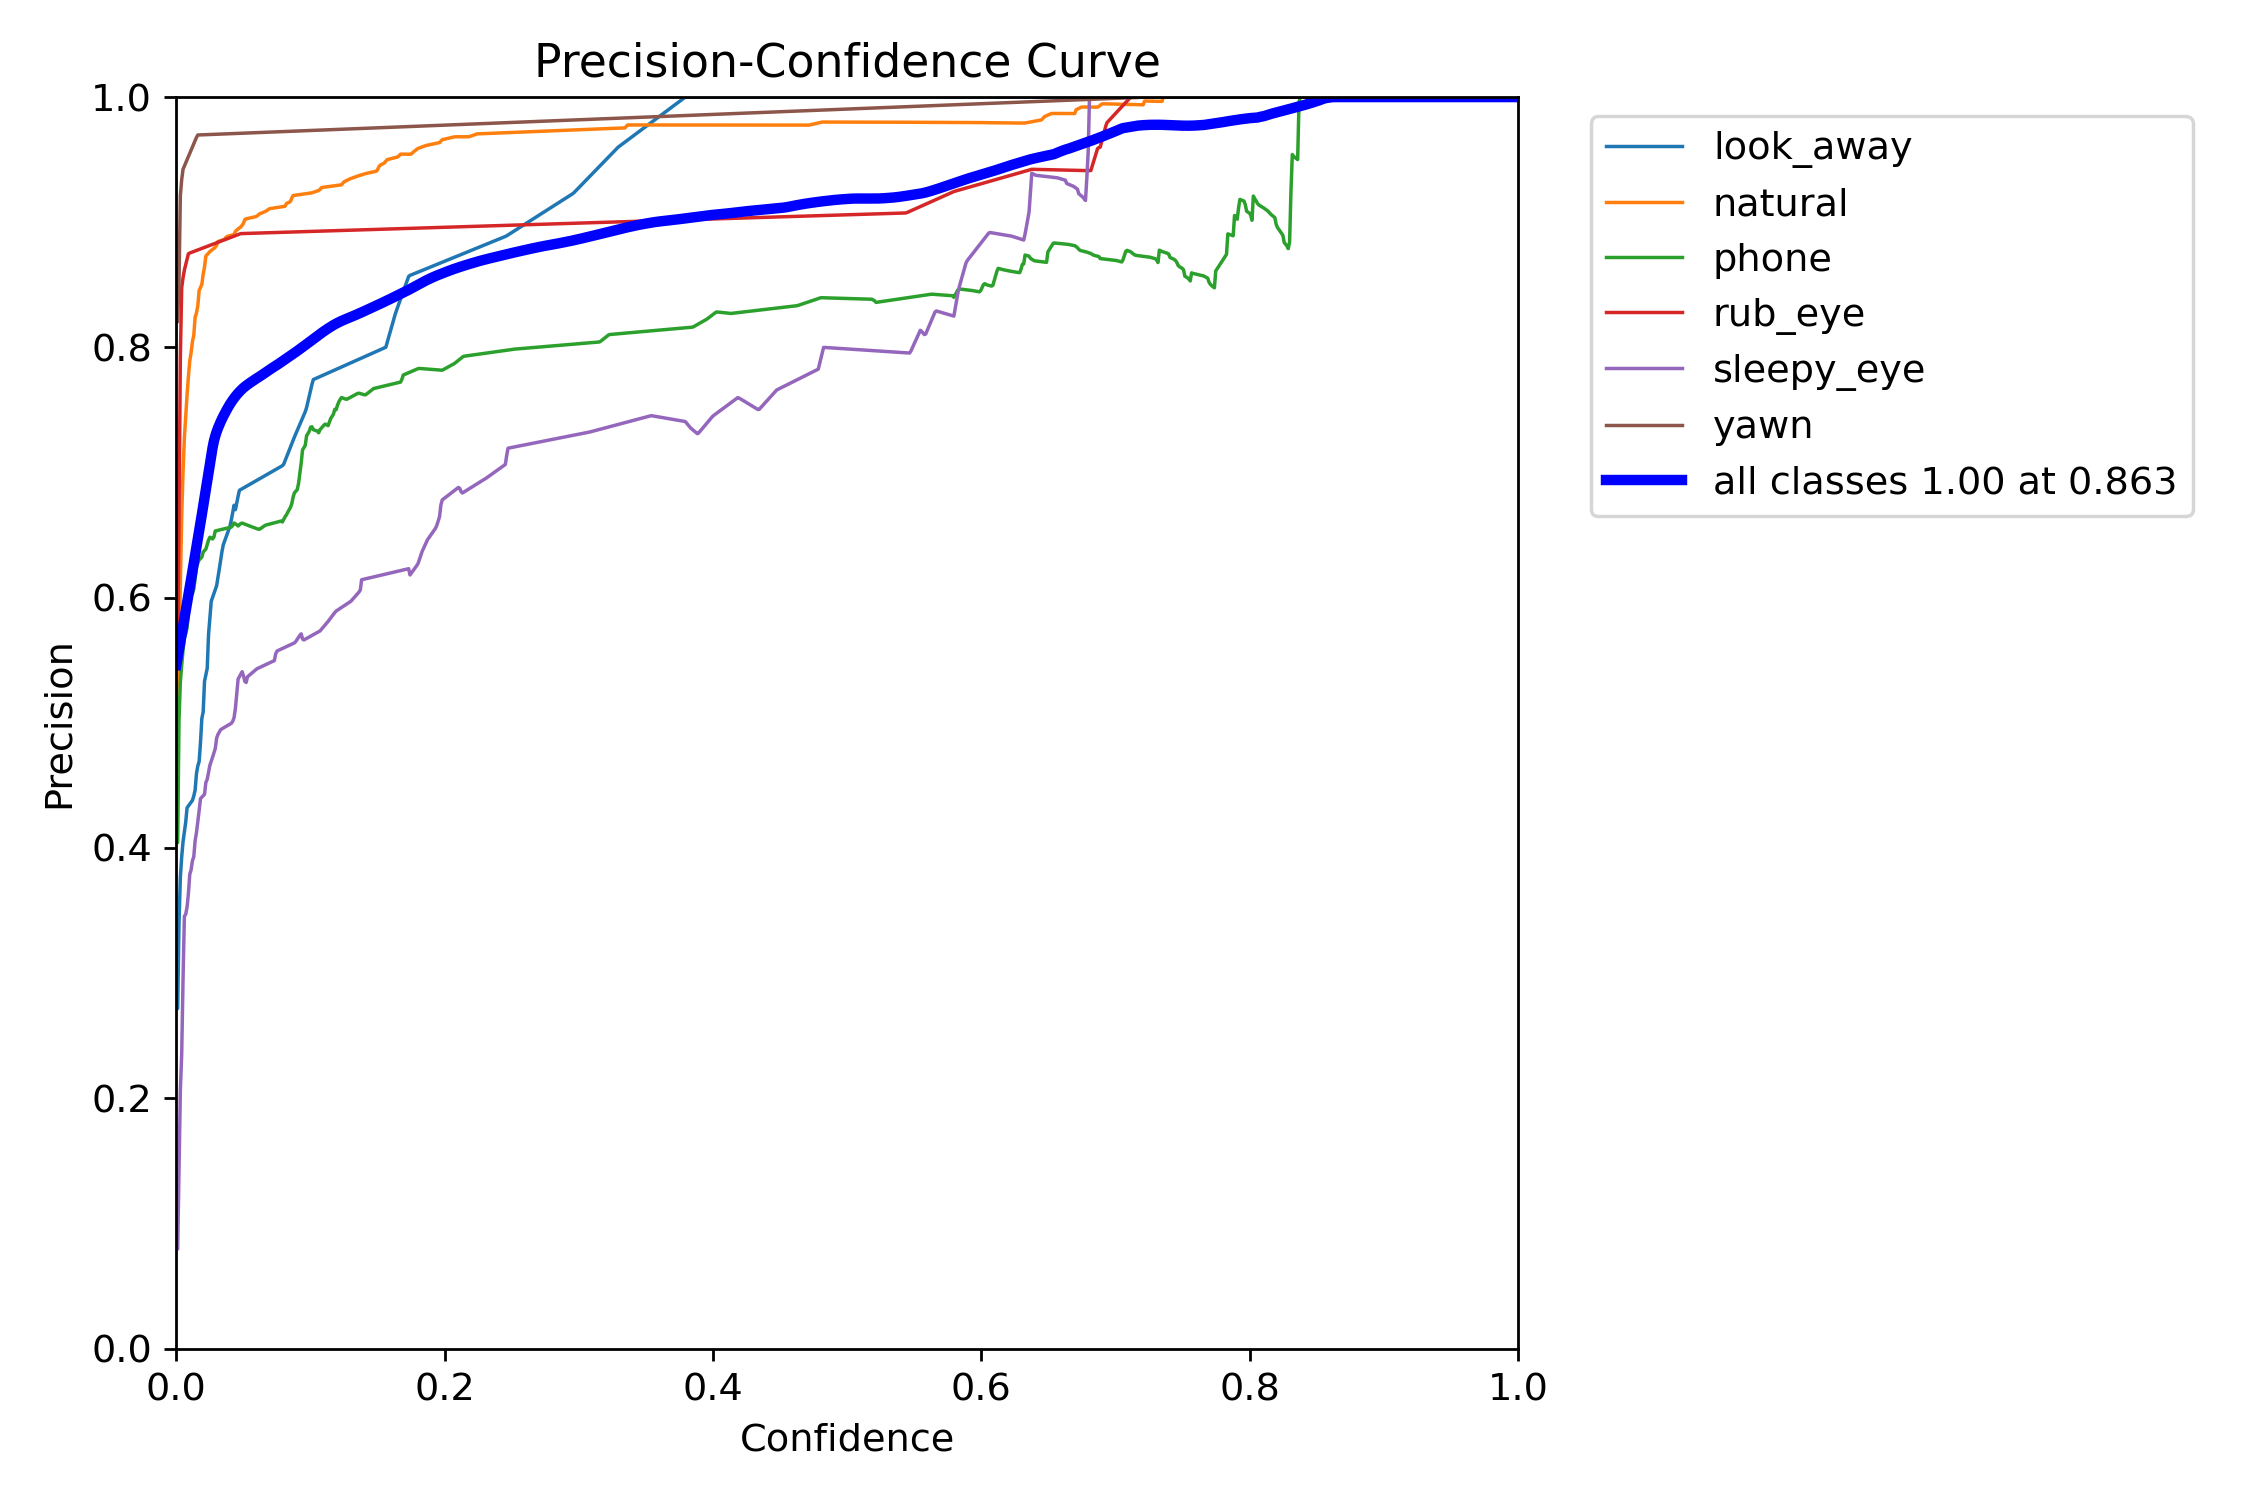 Precision-Confidence Curve
1.0
0.8
0.6
0.4
0.2
0.0
Precision
0.0 0.2 0.4 0.6 0.8 1.0
Confidence
look_away
natural
phone
rub_eye
sleepy_eye
yawn
all classes 1.00 at 0.863